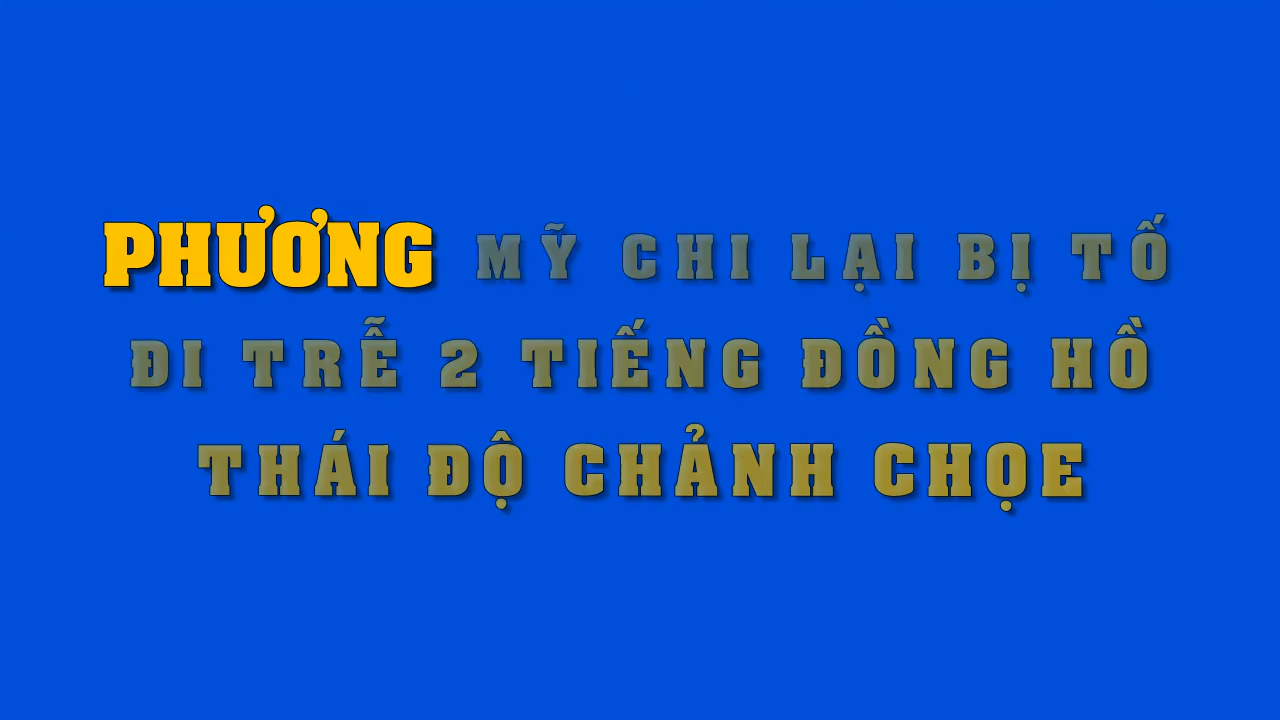 PHƯƠNG MỸ CHI LẠI BỊ TỐ
ĐI TRỄ 2 TIẾNG ĐỒNG HỒ
THÁI ĐỘ CHẢNH CHỌE